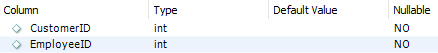 Column Type Default Value Nullable
CustomerID int NO
EmployeeID int NO